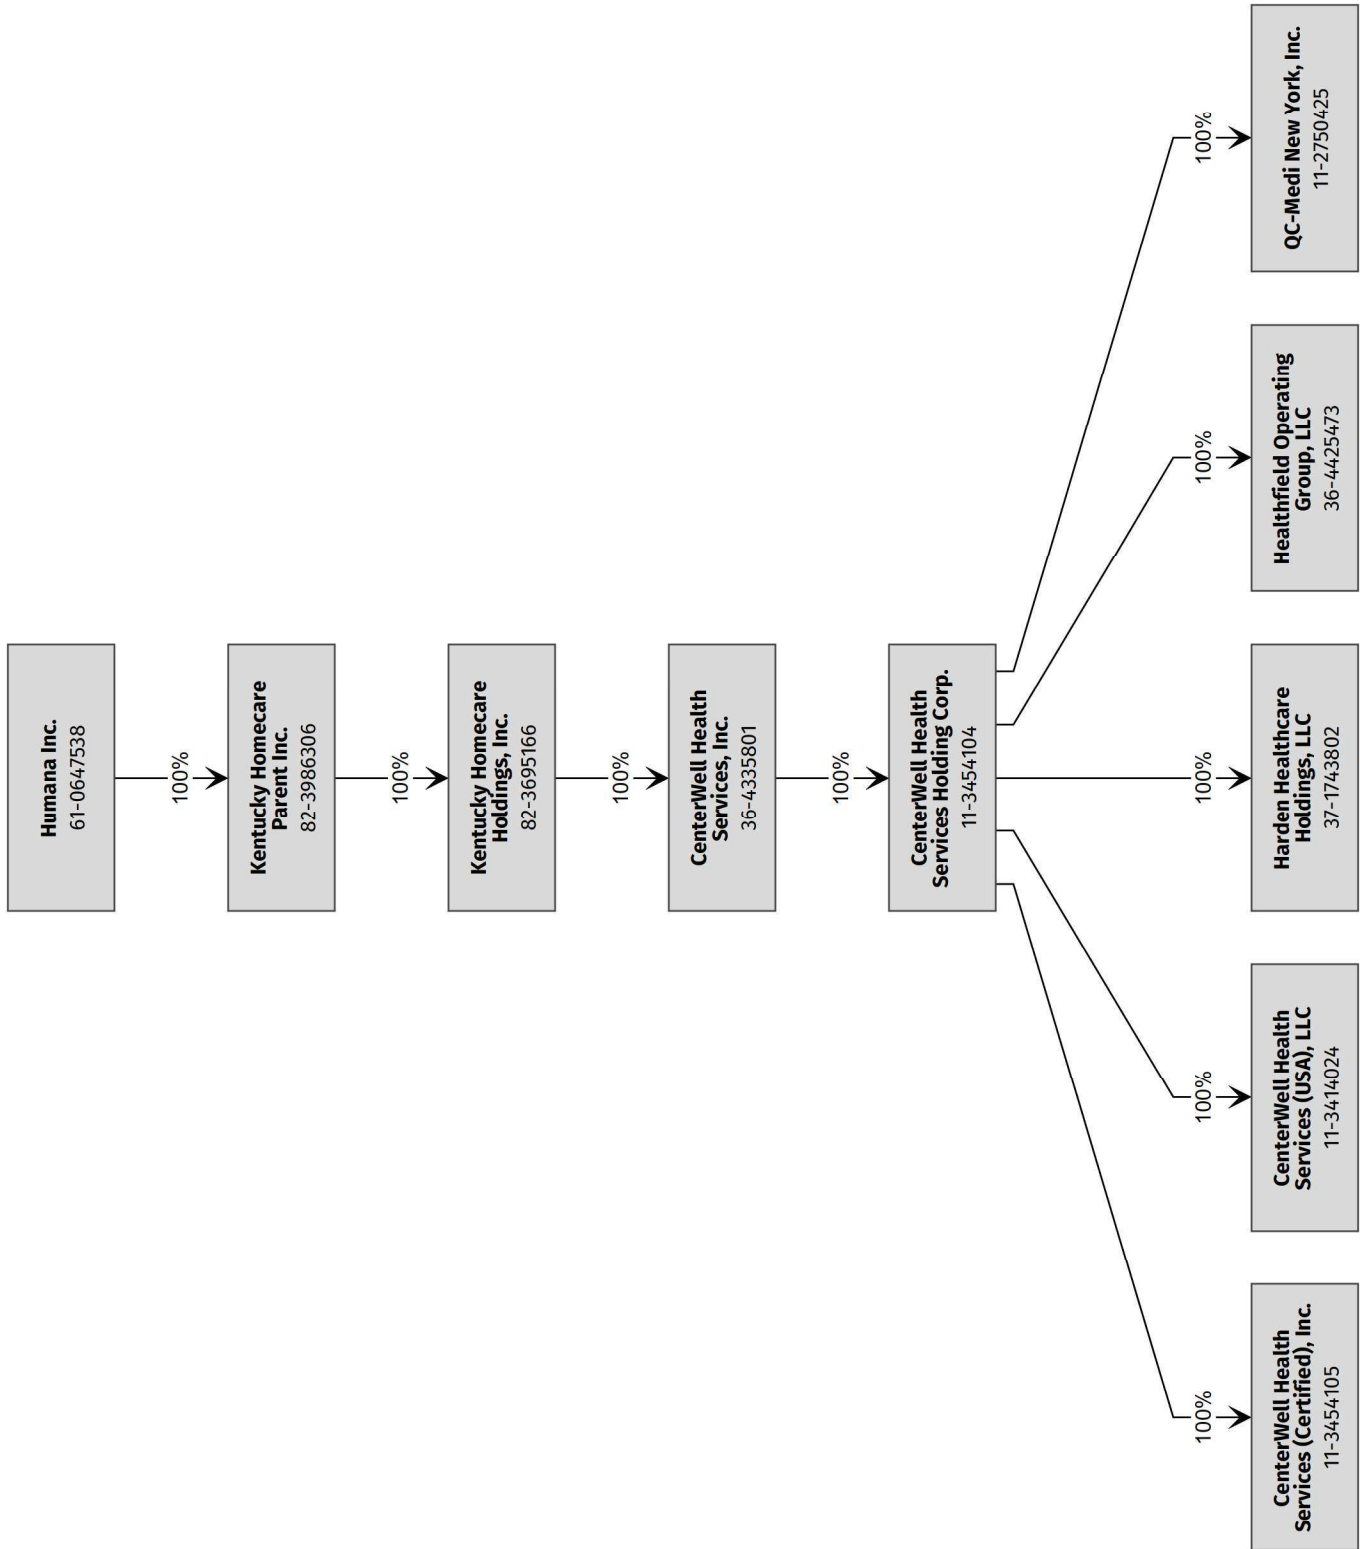 Humana Inc.
61-0647538
100%
Kentucky Homecare
Parent Inc.
82-3986306
100%
Kentucky Homecare
Holdings, Inc.
82-3695166
100%
CenterWell Health
Services, Inc.
36-4335801
100%
CenterWell Health
Services Holding Corp.
11-3454104
100%
100%
100%
100%
100%
CenterWell Health
Services (Certified), Inc.
11-3454105
CenterWell Health
Services (USA), LLC
11-3414024
Harden Healthcare
Holdings, LLC
37-1743802
Healthfield Operating
Group, LLC
36-4425473
QC-Medi New York, Inc.
11-2750425